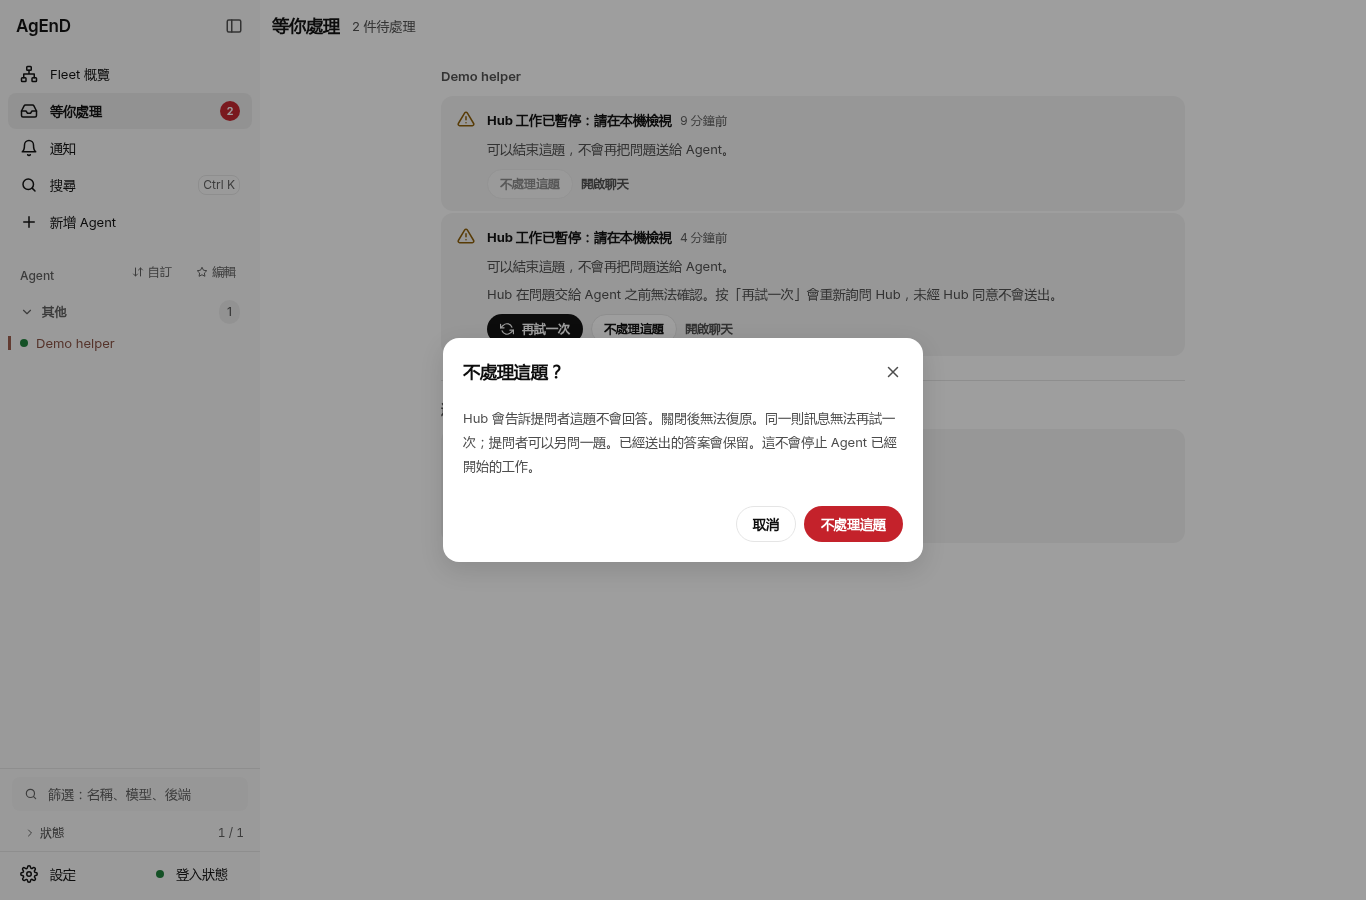 AgEnD
Fleet 概覽
等你處理
2
通知
搜尋
Ctrl K
新增 Agent
Agent
自訂
編輯
其他
1
Demo helper
篩選：名稱、模型、後端
狀態
1 / 1
設定
登入狀態
等你處理
2 件待處理
Demo helper
Hub 工作已暫停：請在本機檢視 9 分鐘前
可以結束這題，不會再把問題送給 Agent。
不處理這題
開啟聊天
Hub 工作已暫停：請在本機檢視 4 分鐘前
可以結束這題，不會再把問題送給 Agent。
Hub 在問題交給 Agent 之前無法確認。按「再試一次」會重新詢問 Hub，未經 Hub 同意不會送出。
再試一次
不處理這題
開啟聊天
不處理這題？
Hub 會告訴提問者這題不會回答。關閉後無法復原。同一則訊息無法再試一
次；提問者可以另問一題。已經送出的答案會保留。這不會停止 Agent 已經
開始的工作。
取消
不處理這題